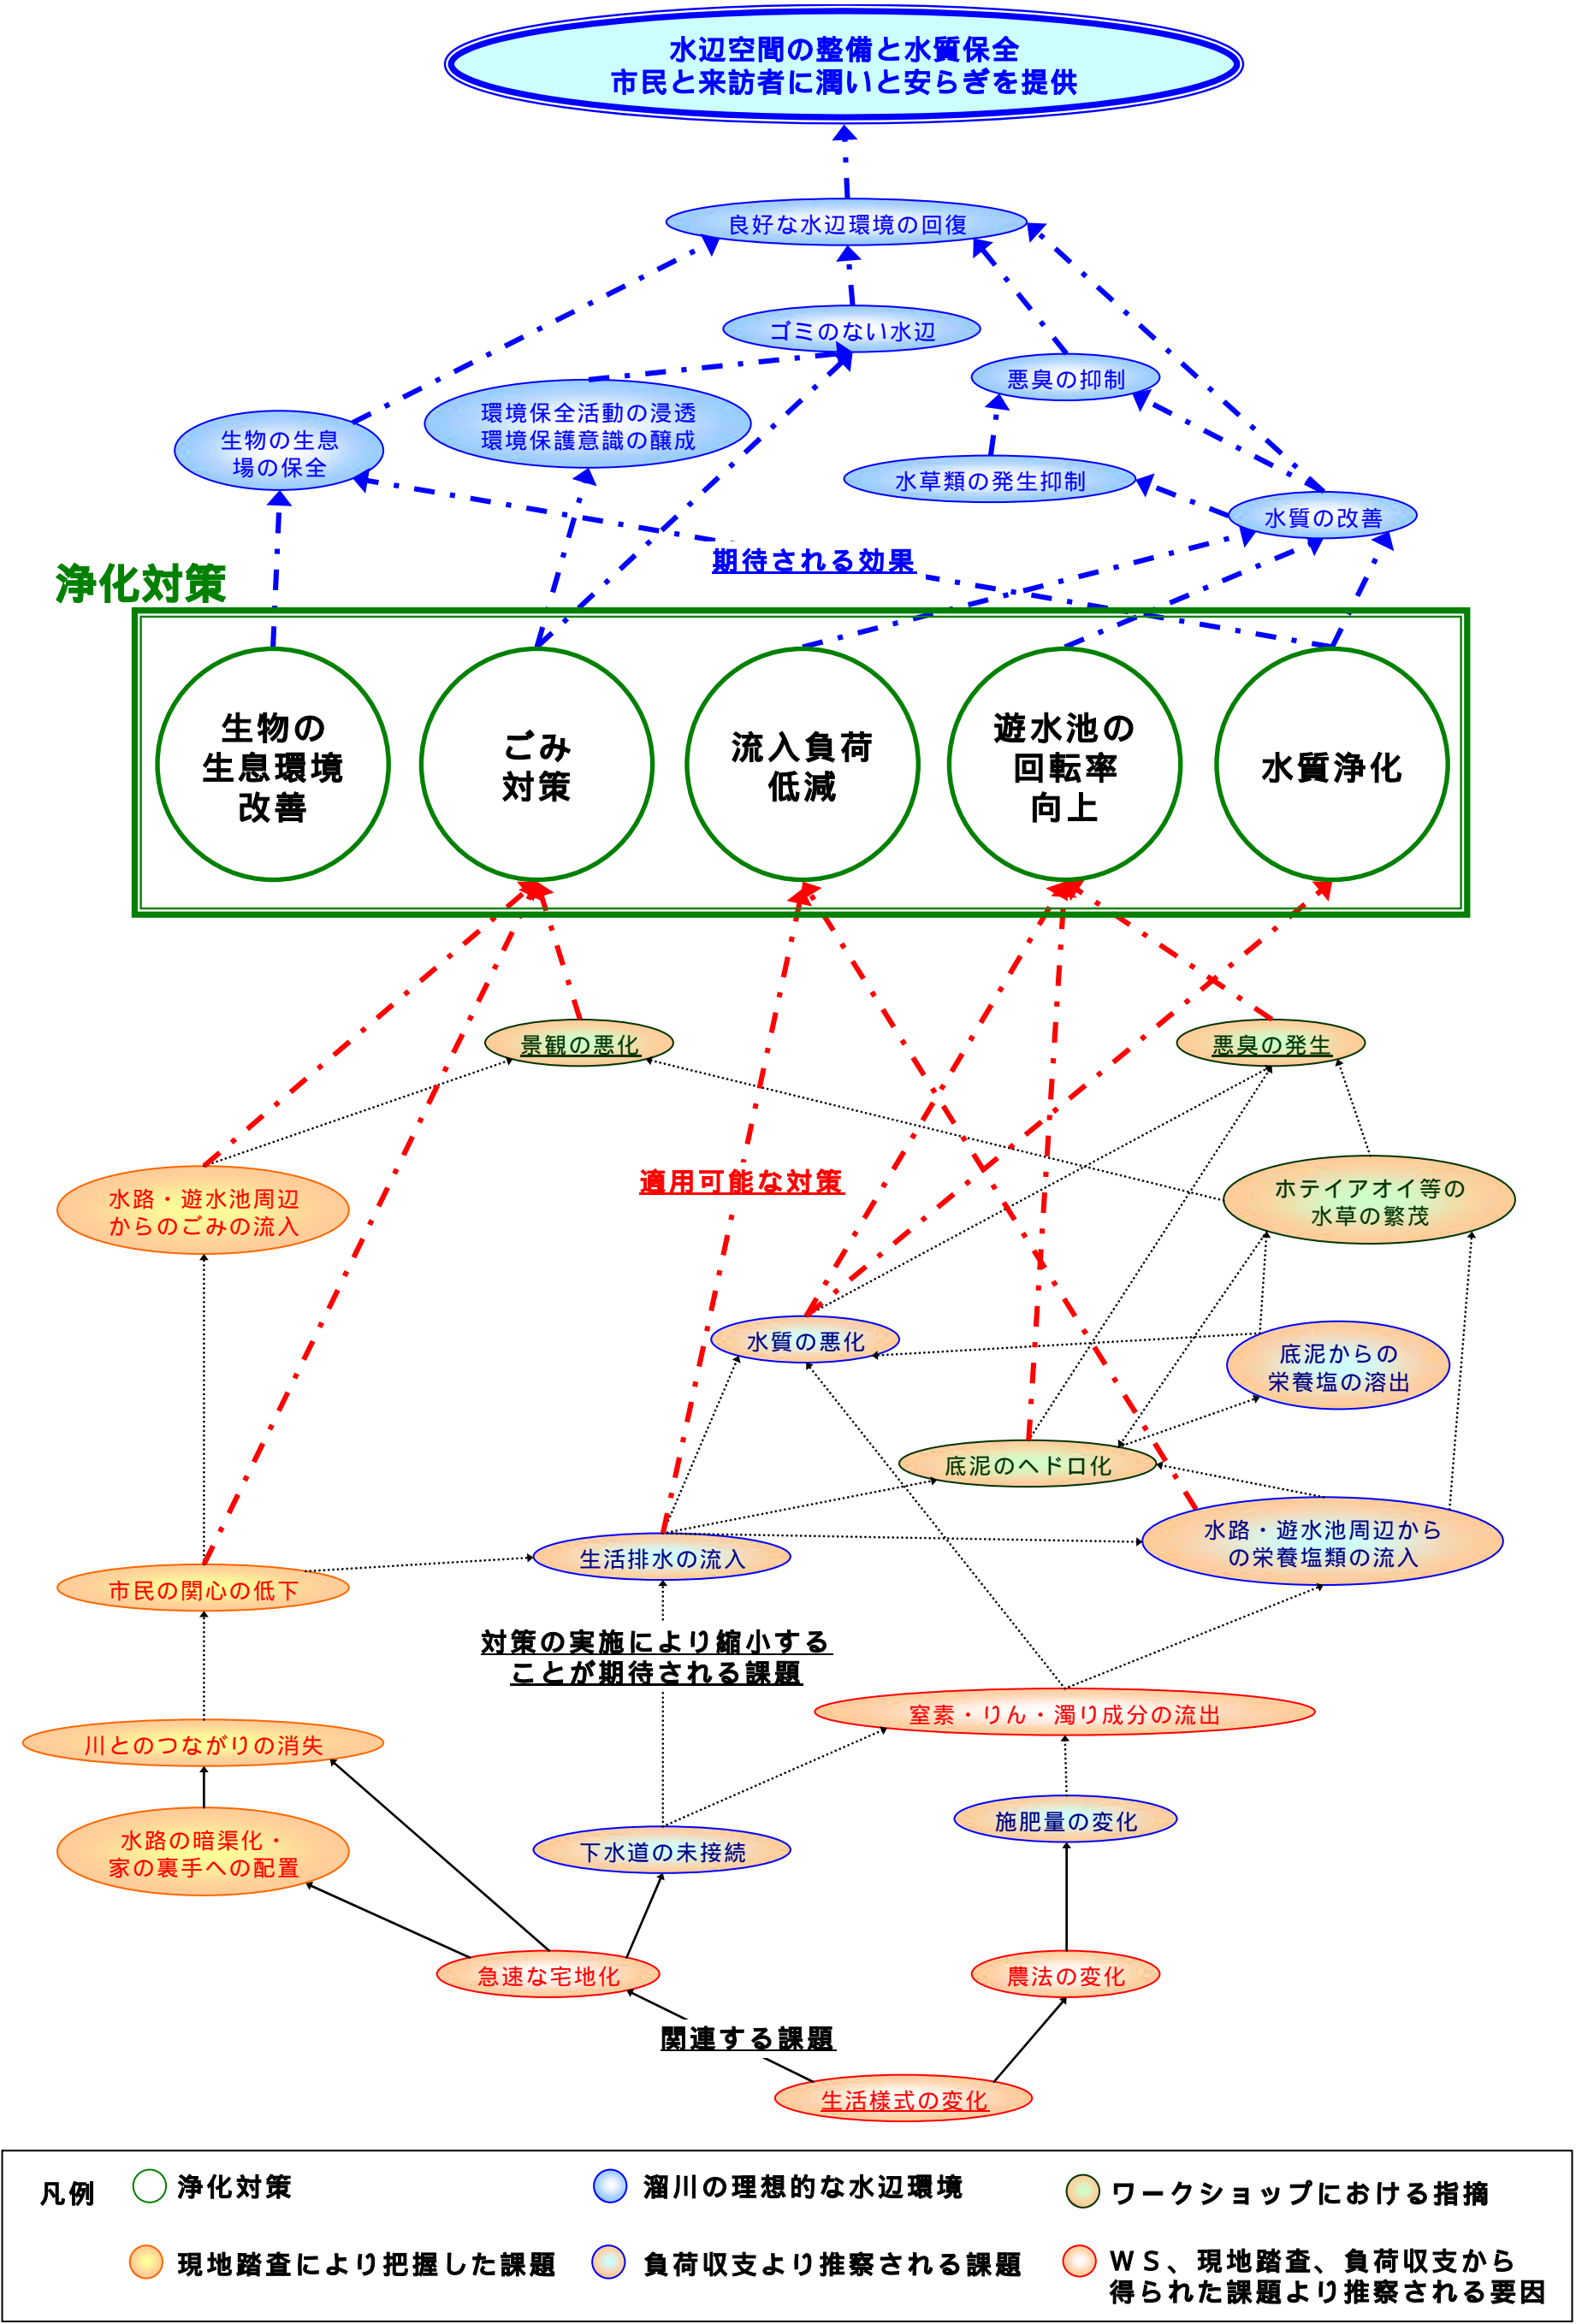 水辺空間の整備と水質保全
市民と来訪者に潤いと安らぎを提供
良好な水辺環境の回復
ゴミのない水辺
悪臭の抑制
環境保全活動の浸透
環境保護意識の醸成
生物の生息
場の保全
水草類の発生抑制
水質の改善
期待される効果
浄化対策
生物の
生息環境
改善
ごみ
対策
流入負荷
低減
遊水池の
回転率
向上
水質浄化
景観の悪化
悪臭の発生
適用可能な対策
水路・遊水池周辺
からのごみの流入
ホテイアオイ等の
水草の繁茂
水質の悪化
底泥からの
栄養塩の溶出
底泥のヘドロ化
水路・遊水池周辺から
の栄養塩類の流入
生活排水の流入
市民の関心の低下
対策の実施により縮小する
ことが期待される課題
窒素・りん・濁り成分の流出
川とのつながりの消失
水路の暗渠化・
家の裏手への配置
下水道の未接続
施肥量の変化
急速な宅地化
農法の変化
関連する課題
生活様式の変化
凡例
浄化対策
溜川の理想的な水辺環境
ワークショップにおける指摘
現地踏査により把握した課題
負荷収支より推察される課題
ＷＳ、現地踏査、負荷収支から
得られた課題より推察される要因